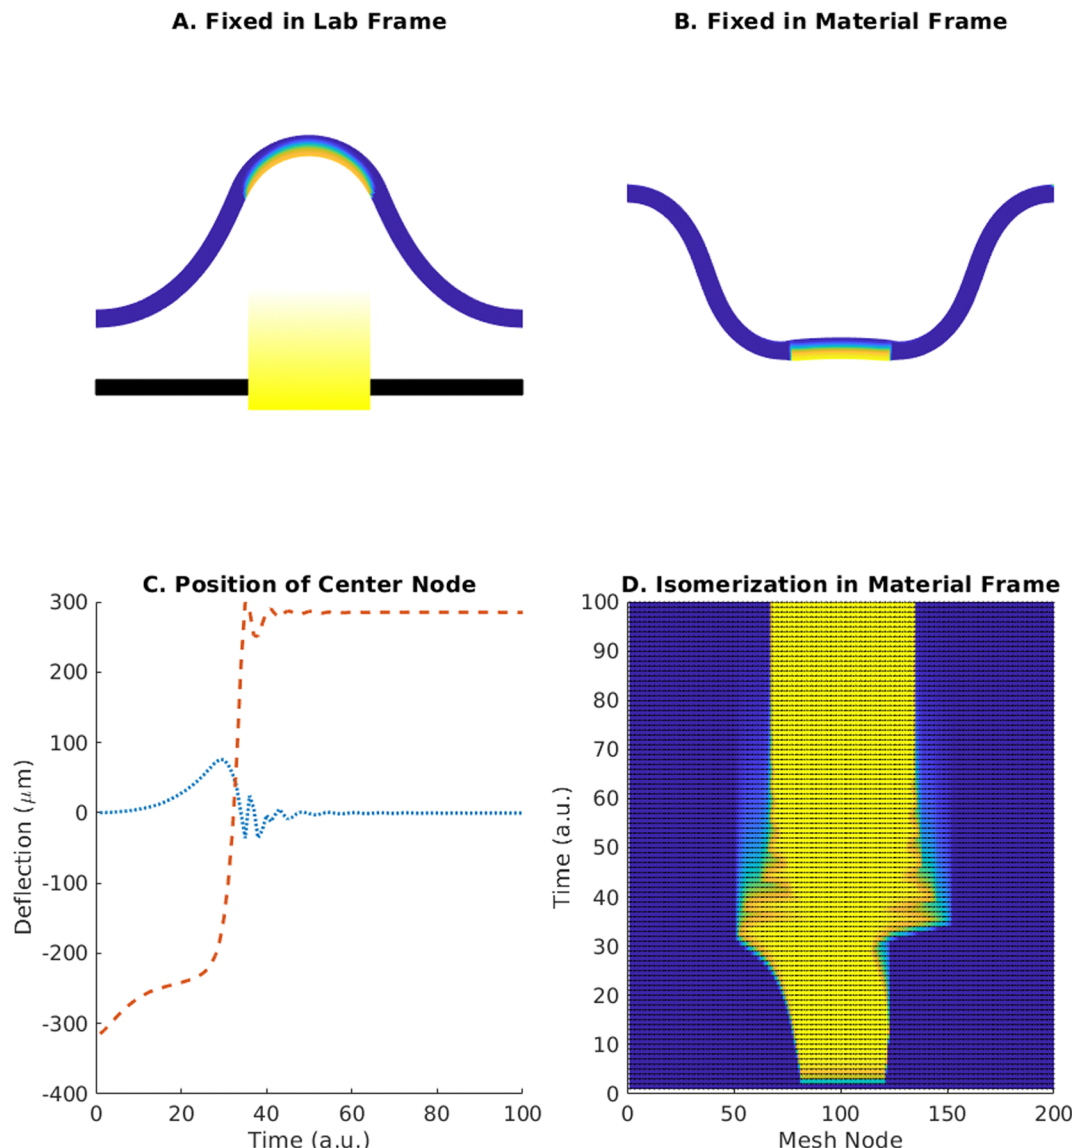 A. Fixed in Lab Frame
B. Fixed in Material Frame
C. Position of Center Node
300
200
100
0
-100
-200
-300
-400
0 20 40 60 80 100
Deflection (μm)
Time (a.u.)
D. Isomerization in Material Frame
100
90
80
70
60
50
40
30
20
10
0
0 50 100 150 200
Time (a.u.)
Mesh Node